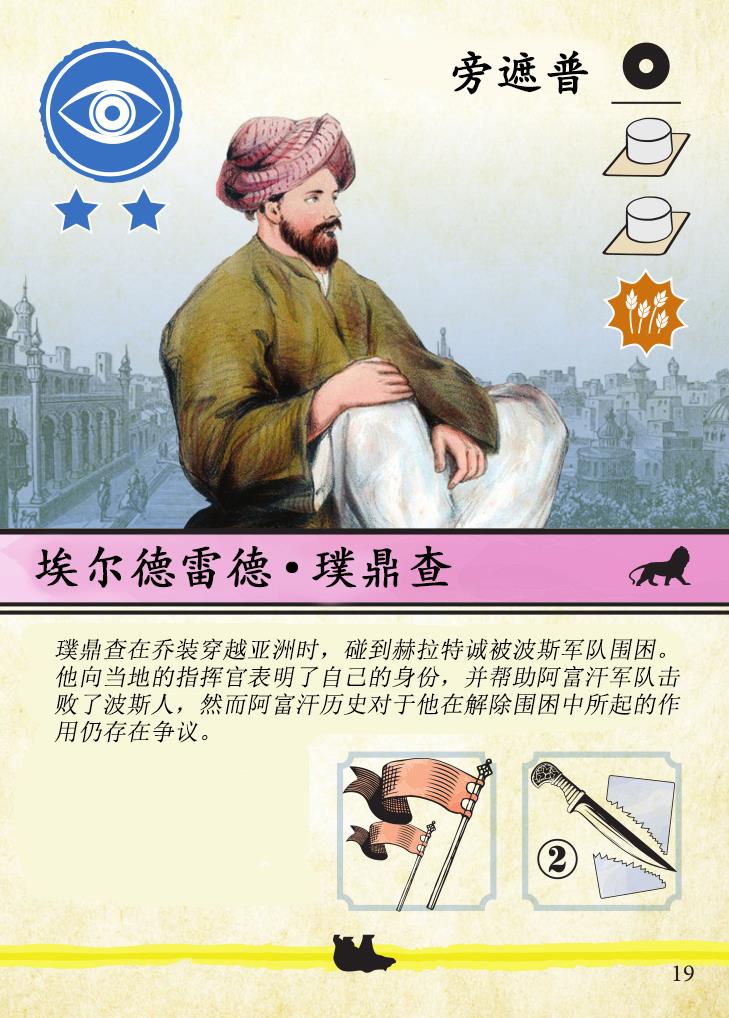 旁遮普
埃尔德雷德·璞鼎查
璞鼎查在乔装穿越亚洲时，碰到赫拉特诚被波斯军队围困。
他向当地的指挥官表明了自己的身份，并帮助阿富汗军队击
败了波斯人，然而阿富汗历史对于他在解除围困中所起的作
用仍存在争议。
②
19